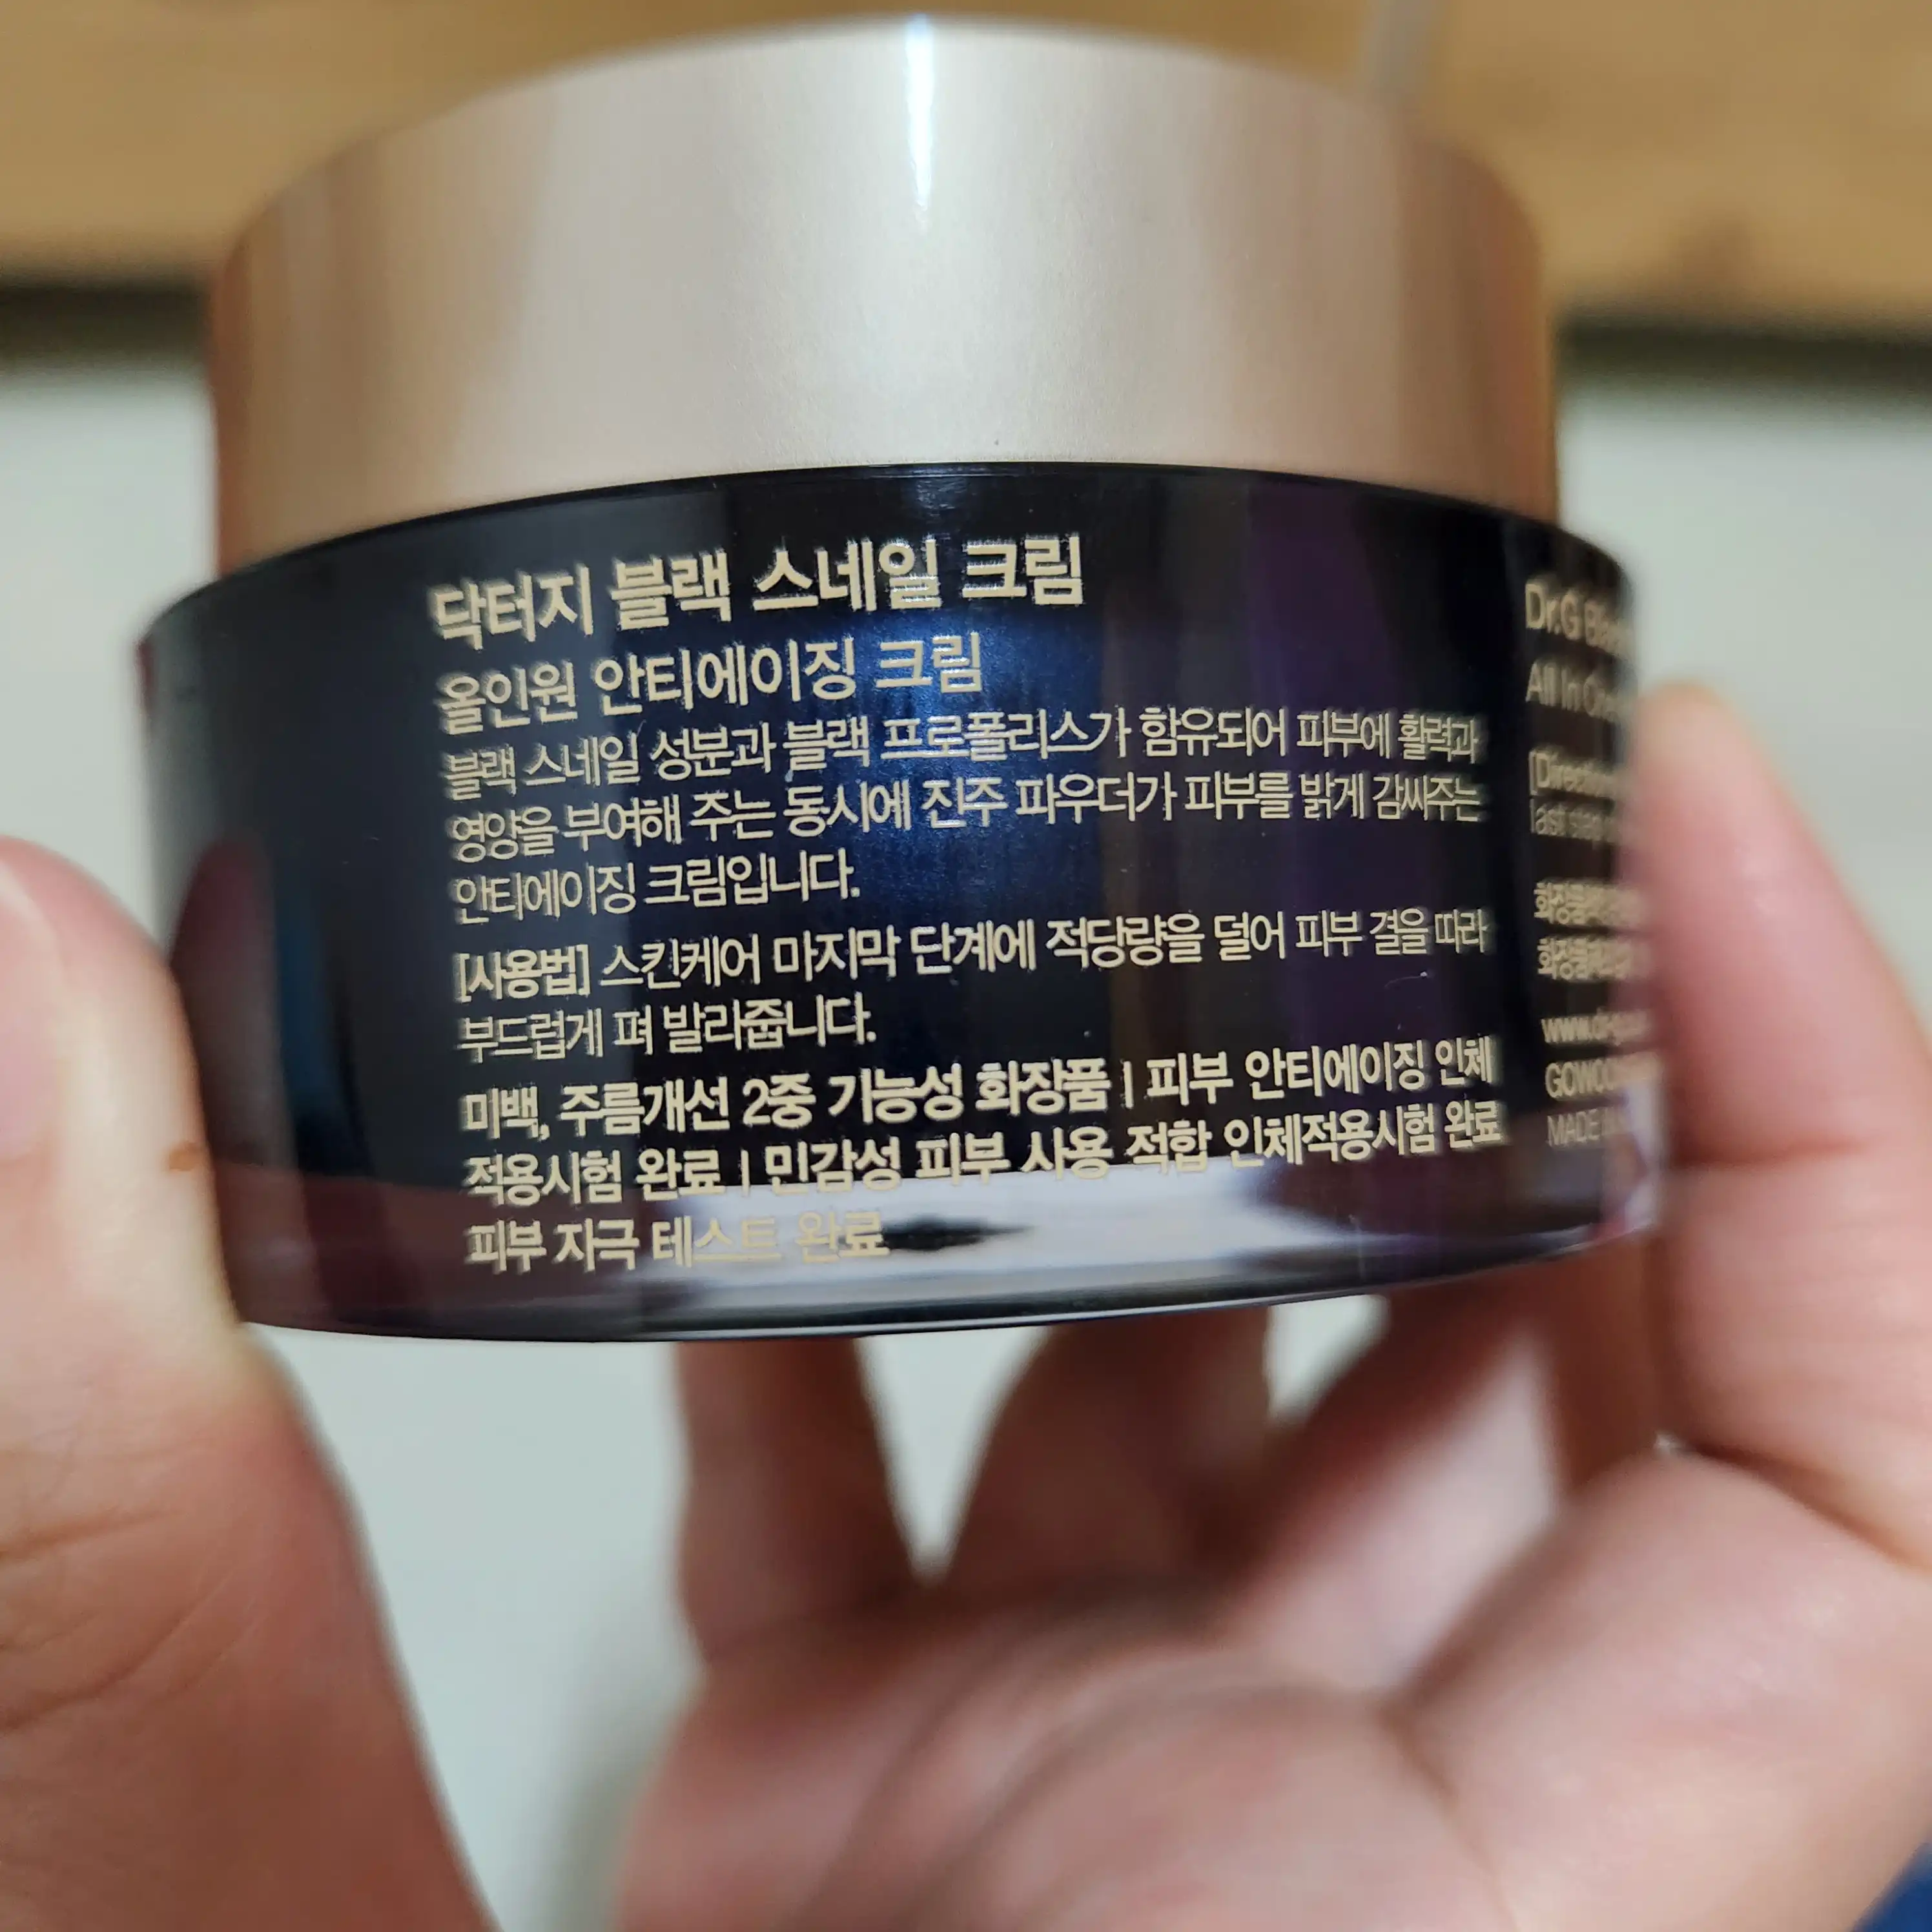 닥터지 블랙 스네일 크림
올인원 안티에이징 크림
블랙 스네일 성분과 블랙 프로폴리스가 함유되어 피부에 활력과
영양을 부여해 주는 동시에 진주 파우더가 피부를 밝게 감싸주는
안티에이징 크림입니다.
[사용법] 스킨케어 마지막 단계에 적당량을 덜어 피부 결을 따라
부드럽게 펴 발라줍니다.
미백, 주름개선 2중 기능성 화장품 | 피부 안티에이징 인체
적용시험 완료 | 민감성 피부 사용 적합 인체적용시험 완료
피부 자극 테스트 완료
Dr.G
All In One
last step
MADE